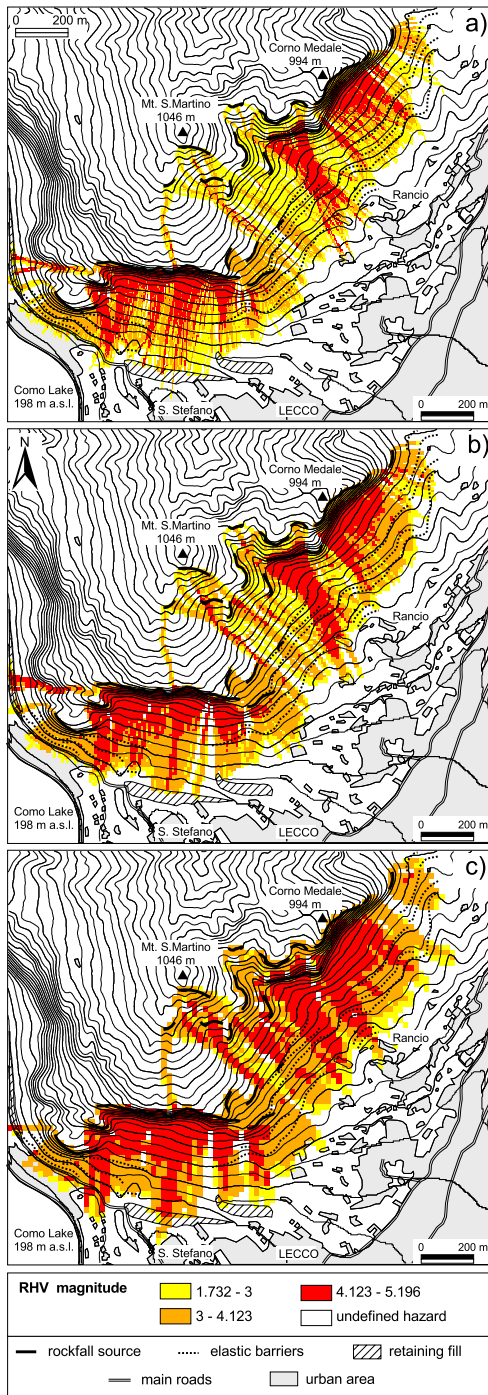 0 200 m
a)
Corno Medale
994 m
Mt. S.Martino
1046 m
Rancio
Como Lake
198 m a.s.l.
S. Stefano
LECCO
0 200 m
b)
N
Corno Medale
994 m
Mt. S.Martino
1046 m
Rancio
Como Lake
198 m a.s.l.
S. Stefano
LECCO
0 200 m
c)
Corno Medale
994 m
Mt. S.Martino
1046 m
Rancio
Como Lake
198 m a.s.l.
S. Stefano
LECCO
0 200 m
RHV magnitude
1.732 - 3
4.123 - 5.196
3 - 4.123
undefined hazard
rockfall source
elastic barriers
retaining fill
main roads
urban area